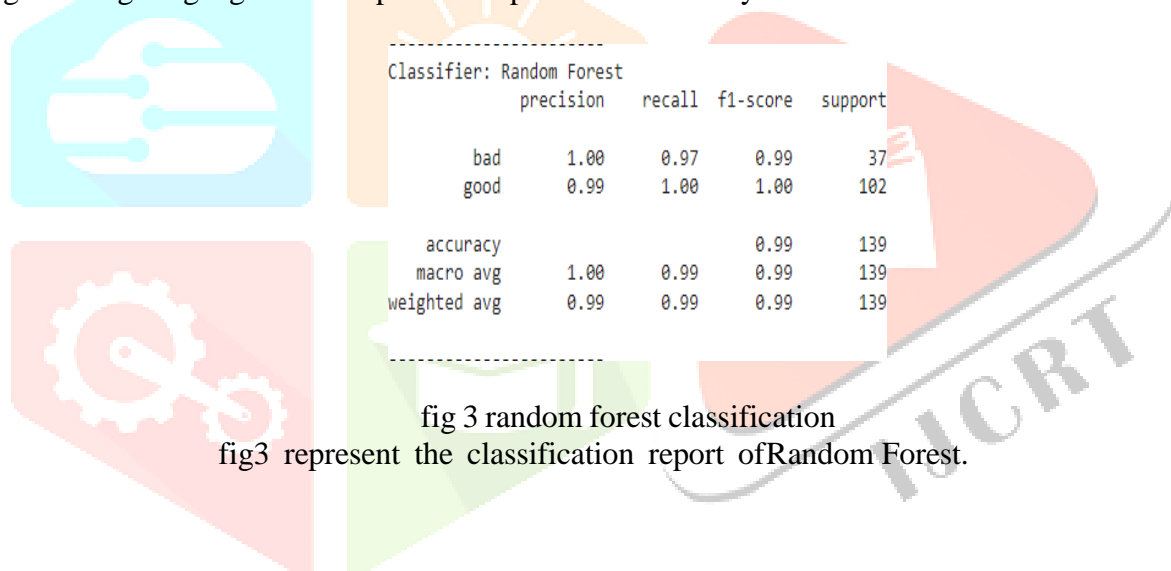 ------------------------
Classifier: Random Forest
precision recall f1-score support
bad 1.00 0.97 0.99 37
good 0.99 1.00 1.00 102
accuracy 0.99 139
macro avg 1.00 0.99 0.99 139
weighted avg 0.99 0.99 0.99 139
------------------------
fig 3 random forest classification
fig3 represent the classification report ofRandom Forest.
IJCRT